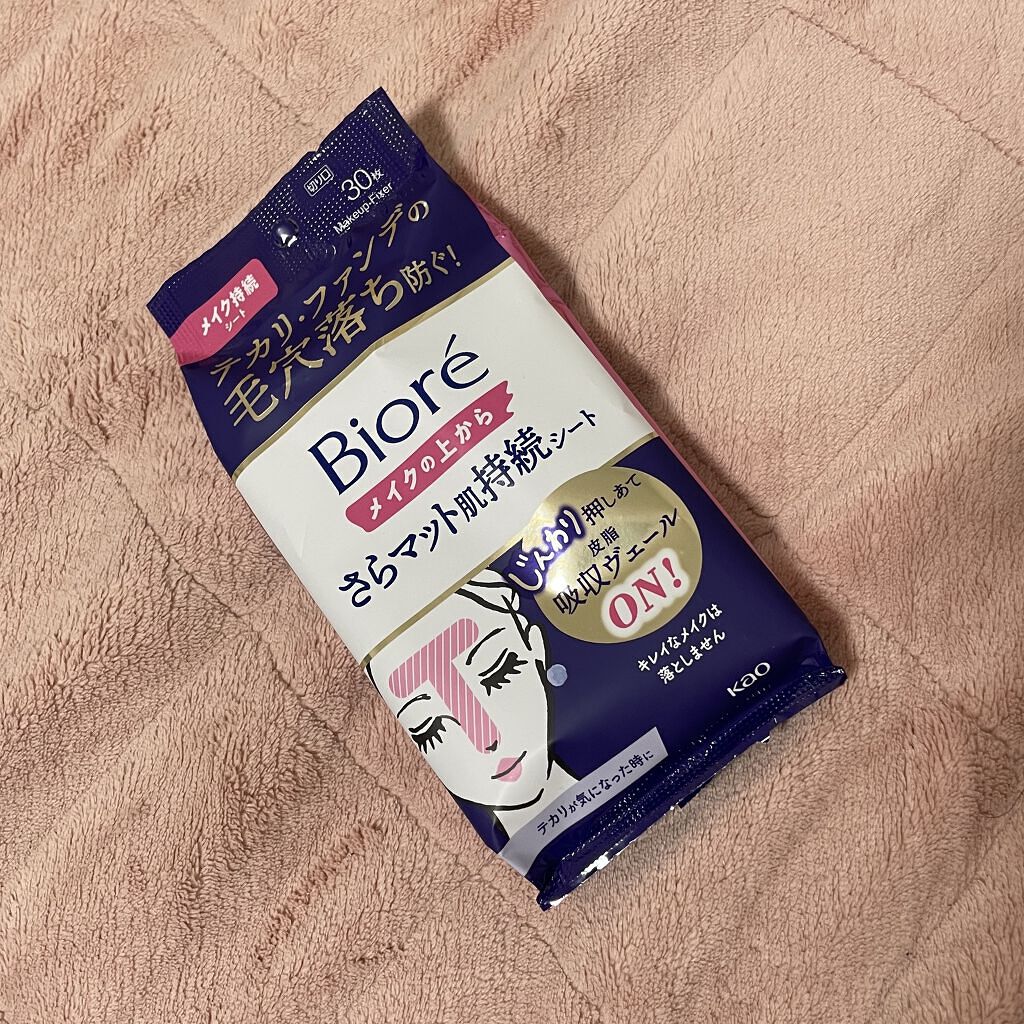 切り口
30枚
Makeup-Fixer
メイク持続
シート
テカリ・ファンデの
毛穴落ち防ぐ!
Bioré
メイクの上から
さらマット肌持続シート
じんわり押しあて
皮脂
吸収ヴェール
ON!
キレイなメイクは
落としません
Kao
テカリが気になった時に